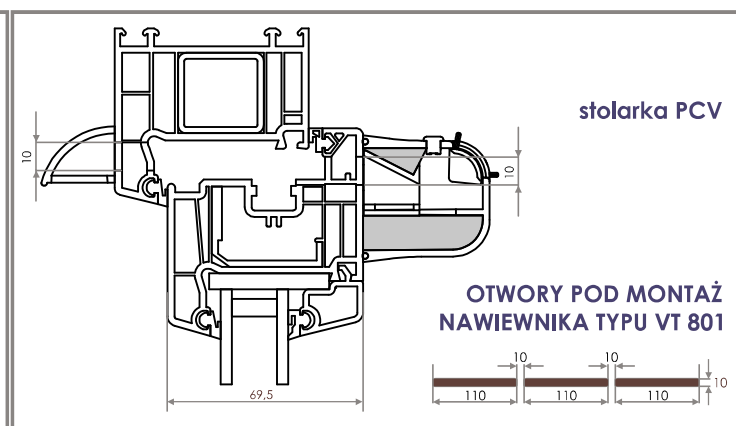 stolarka PCV
10
10
OTWORY POD MONTAŻ
NAWIEWNIKA TYPU VT 801
10 10
10
110 110 110
69,5